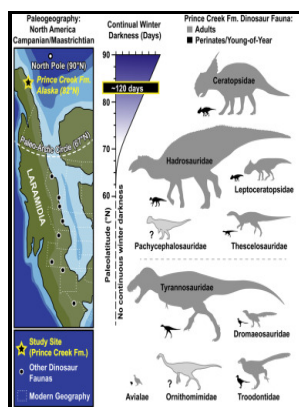 Paleogeography:
North America
Campanian/Maastrichtian
North Pole (90°N)
Prince Creek Fm.
Alaska (82°N)
Paleo-Arctic Circle (67°N)
LARAMIDIA
Study Site
(Prince Creek Fm.)
Other Dinosaur
Faunas
Modern Geography
Continual Winter
Darkness (Days)
90
~120 days
80
70
60
Paleolatitude (°N)
No continuous winter darkness
Prince Creek Fm. Dinosaur Fauna:
Adults
Perinates/Young-of-Year
Ceratopsidae
Hadrosauridae
Leptoceratopsidae
?
Pachycephalosauridae
Thescelosauridae
Tyrannosauridae
Dromaeosauridae
?
Avialae
Ornithomimidae
Troodontidae